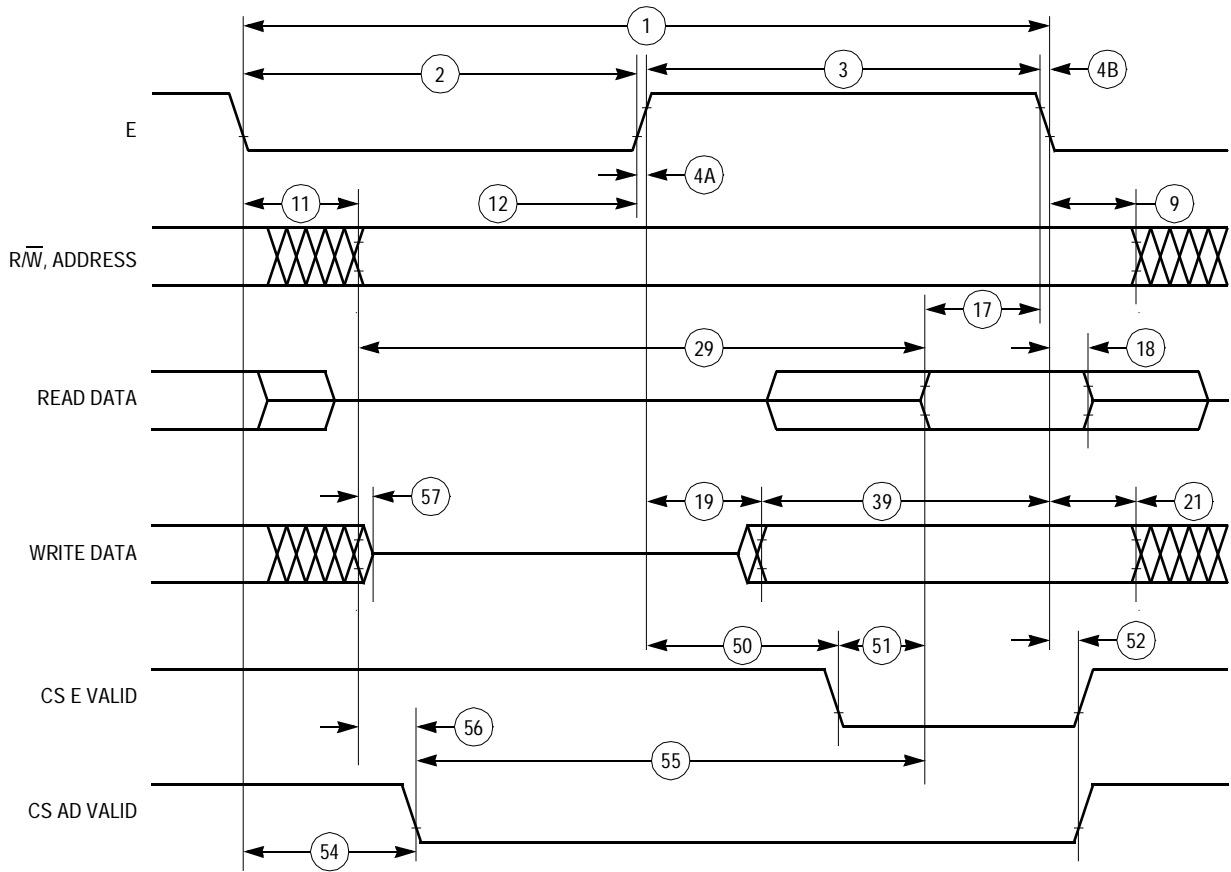 1
2
3
4B
E
4A
11
12
9
R/W̅, ADDRESS
17
29
18
READ DATA
57
19
39
21
WRITE DATA
50
51
52
CS E VALID
56
55
CS AD VALID
54